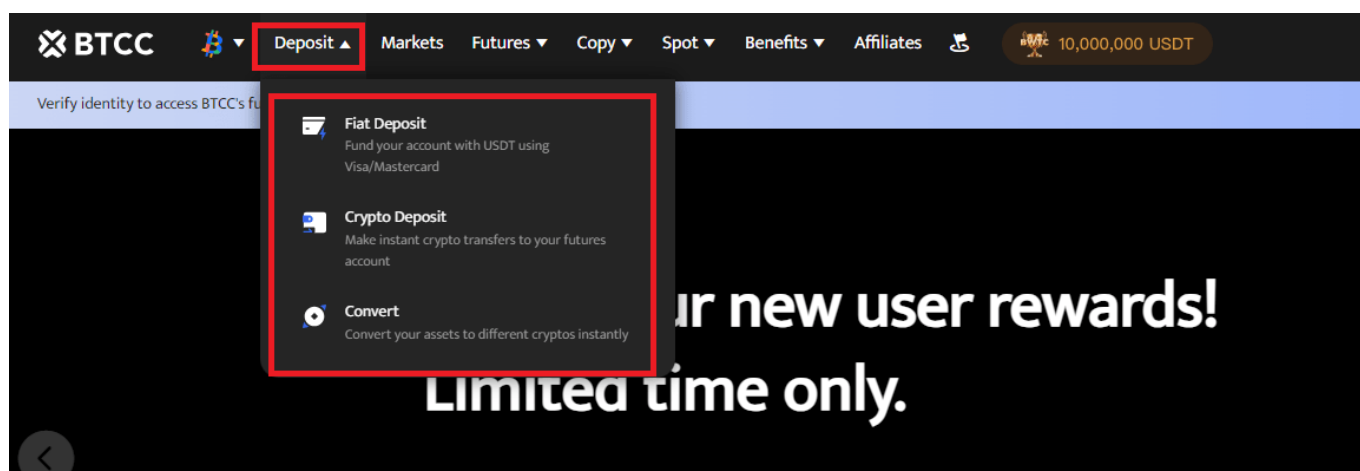 BTCC Deposit ▲ Markets Futures ▼ Copy ▼ Spot ▼ Benefits ▼ Affiliates 10,000,000 USDT
Verify identity to access BTCC's fu
Fiat Deposit
Fund your account with USDT using
Visa/Mastercard
Crypto Deposit
Make instant crypto transfers to your futures
account
Convert
Convert your assets to different cryptos instantly
ur new user rewards!
Limited time only.